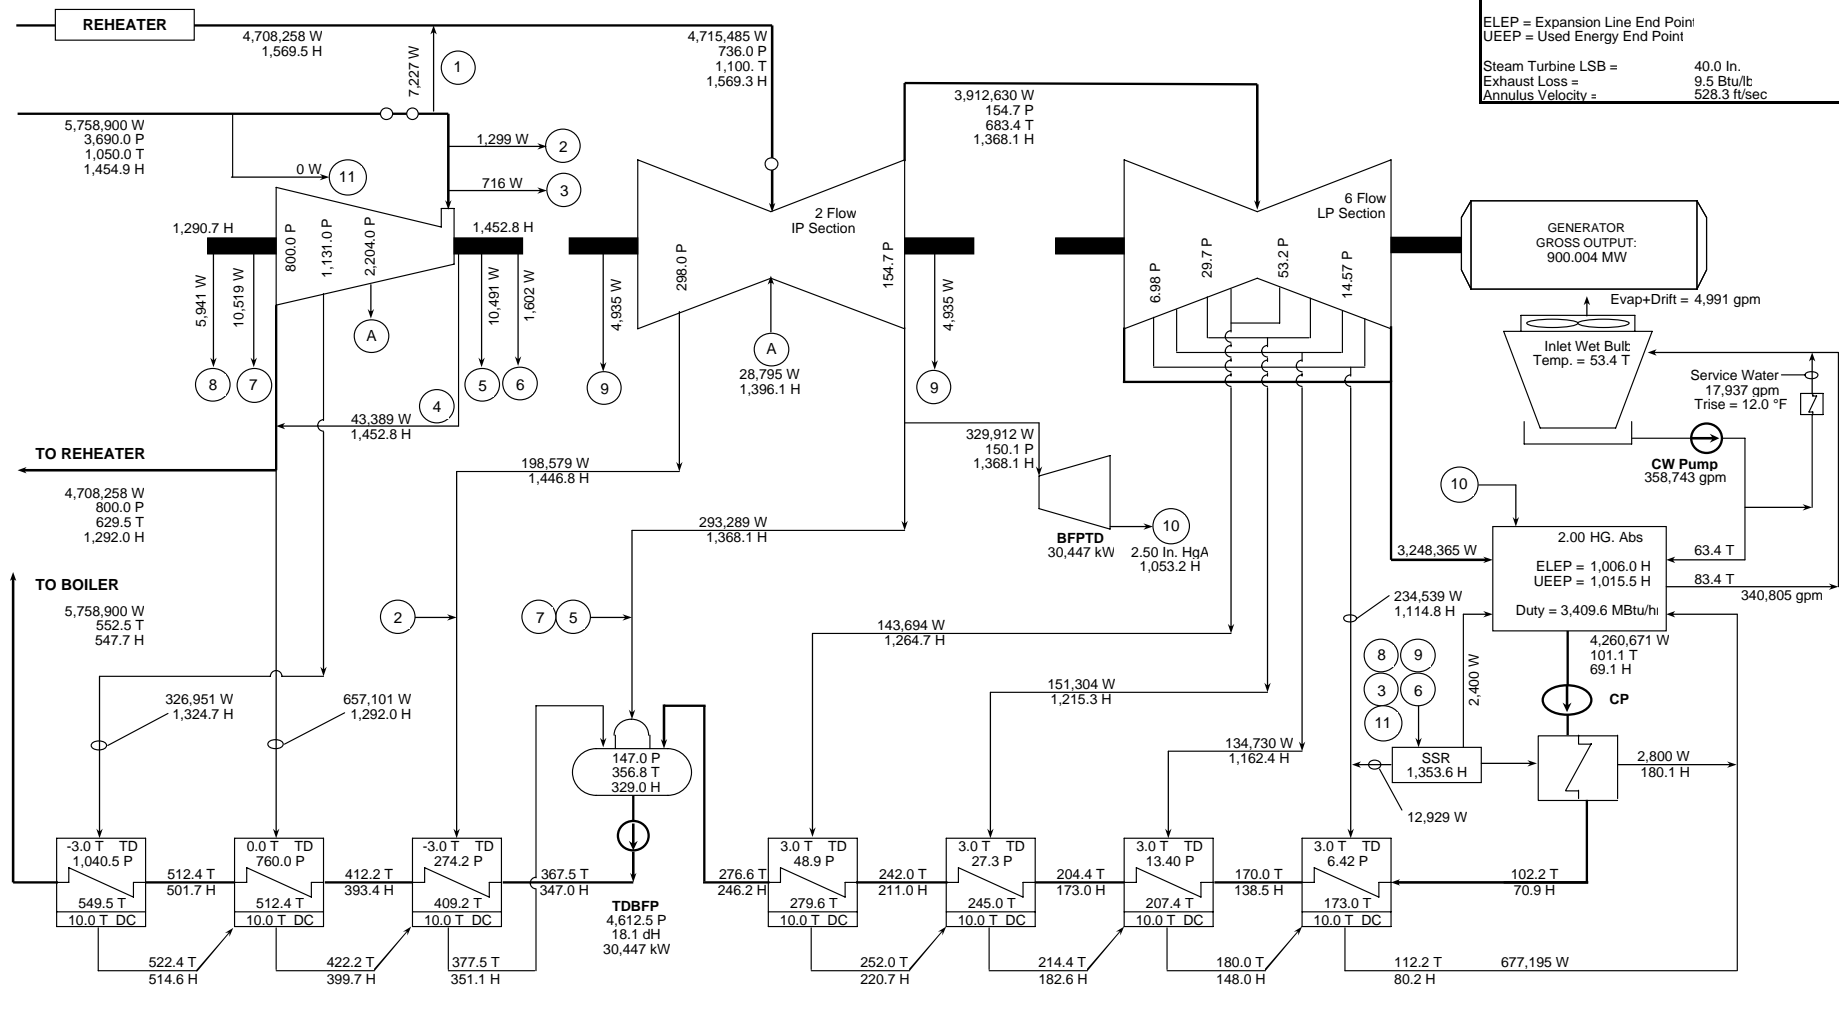 REHEATER
4,708,258 W
1,569.5 H
7,227 W
1
4,715,485 W
736.0 P
1,100. T
1,569.3 H
ELEP = Expansion Line End Point
UEEP = Used Energy End Point
Steam Turbine LSB = 40.0 In.
Exhaust Loss = 9.5 Btu/lb
Annulus Velocity = 528.3 ft/sec
5,758,900 W
3,690.0 P
1,050.0 T
1,454.9 H
0 W
11
1,299 W
2
716 W
3
3,912,630 W
154.7 P
683.4 T
1,368.1 H
1,290.7 H
800.0 P
1,131.0 P
2,204.0 P
1,452.8 H
2 Flow
IP Section
298.0 P
154.7 P
6 Flow
LP Section
6.98 P
29.7 P
53.2 P
14.57 P
GENERATOR
GROSS OUTPUT:
900.004 MW
5,941 W
10,519 W
10,491 W
1,602 W
4,935 W
4,935 W
8
7
A
5
6
9
A
28,795 W
1,396.1 H
9
Evap+Drift = 4,991 gpm
Inlet Wet Bulb
Temp. = 53.4 T
Service Water
17,937 gpm
Trise = 12.0 °F
CW Pump
358,743 gpm
4
43,389 W
1,452.8 H
TO REHEATER
4,708,258 W
800.0 P
629.5 T
1,292.0 H
198,579 W
1,446.8 H
329,912 W
150.1 P
1,368.1 H
BFPTD
30,447 kW
10
2.50 In. HgA
1,053.2 H
293,289 W
1,368.1 H
10
2.00 HG. Abs
ELEP = 1,006.0 H
UEEP = 1,015.5 H
Duty = 3,409.6 MBtu/hr
3,248,365 W
63.4 T
83.4 T
340,805 gpm
4,260,671 W
101.1 T
69.1 H
CP
TO BOILER
5,758,900 W
552.5 T
547.7 H
2
7
5
143,694 W
1,264.7 H
234,539 W
1,114.8 H
8
9
3
6
11
2,400 W
SSR
1,353.6 H
12,929 W
2,800 W
180.1 H
326,951 W
1,324.7 H
657,101 W
1,292.0 H
151,304 W
1,215.3 H
134,730 W
1,162.4 H
147.0 P
356.8 T
329.0 H
TDBFP
4,612.5 P
18.1 dH
30,447 kW
-3.0 T TD
1,040.5 P
549.5 T
10.0 T DC
512.4 T
501.7 H
0.0 T TD
760.0 P
512.4 T
10.0 T DC
412.2 T
393.4 H
-3.0 T TD
274.2 P
409.2 T
10.0 T DC
367.5 T
347.0 H
276.6 T
246.2 H
3.0 T TD
48.9 P
279.6 T
10.0 T DC
242.0 T
211.0 H
3.0 T TD
27.3 P
245.0 T
10.0 T DC
204.4 T
173.0 H
3.0 T TD
13.40 P
207.4 T
10.0 T DC
170.0 T
138.5 H
3.0 T TD
6.42 P
173.0 T
10.0 T DC
102.2 T
70.9 H
522.4 T
514.6 H
422.2 T
399.7 H
377.5 T
351.1 H
252.0 T
220.7 H
214.4 T
182.6 H
180.0 T
148.0 H
112.2 T 677,195 W
80.2 H